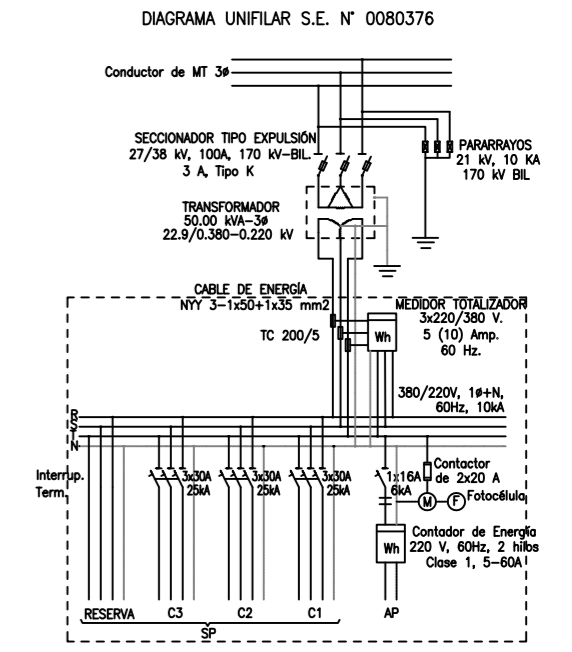 DIAGRAMA UNIFILAR S.E. N° 0080376
Conductor de MT 3ø
SECCIONADOR TIPO EXPULSIÓN
27/38 kV, 100A, 170 kV-BIL.
3 A, Tipo K
PARARRAYOS
21 kV, 10 KA
170 kV BIL
TRANSFORMADOR
50.00 kVA-3ø
22.9/0.380-0.220 kV
CABLE DE ENERGÍA
NYY 3-1x50+1x35 mm2
MEDIDOR TOTALIZADOR
3x220/380 V.
5 (10) Amp.
60 Hz.
TC 200/5
Wh
380/220V, 1ø+N,
60Hz, 10kA
R
S
T
N
Interrup.
Term.
3x30A
25kA
3x30A
25kA
3x30A
25kA
1x16A
6kA
Contactor
de 2x20 A
M
F
Fotocélula
Wh
Contador de Energía
220 V, 60Hz, 2 hilos
Clase 1, 5-60A
RESERVA
C3
C2
C1
AP
SP